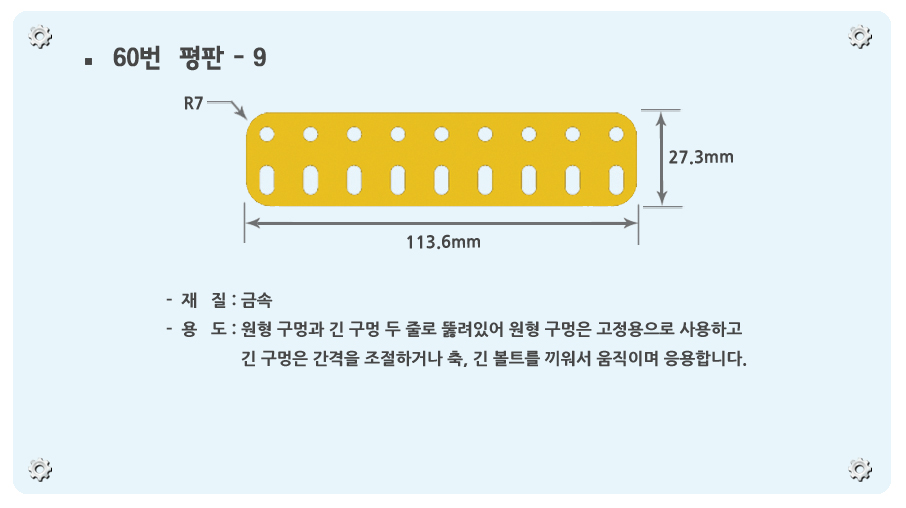 ▪ 60번 평판 - 9
R7
27.3mm
113.6mm
- 재 질 : 금속
- 용 도 : 원형 구멍과 긴 구멍 두 줄로 뚫려있어 원형 구멍은 고정용으로 사용하고
긴 구멍은 간격을 조절하거나 축, 긴 볼트를 끼워서 움직이며 응용합니다.